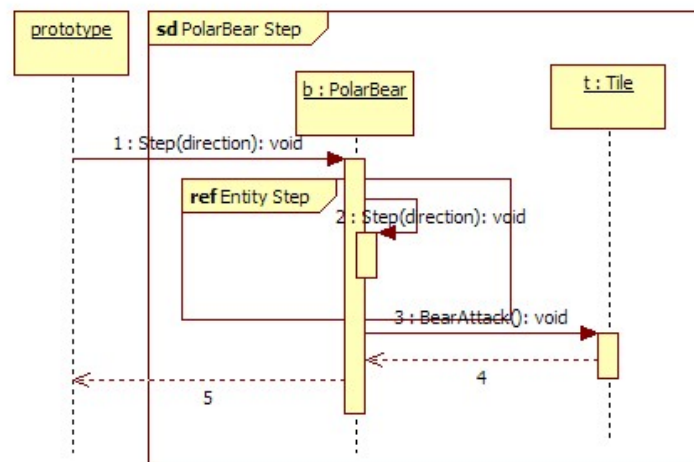 prototype
sd PolarBear Step
b : PolarBear
t : Tile
1 : Step(direction): void
ref Entity Step
2 : Step(direction): void
3 : BearAttack(): void
4
5